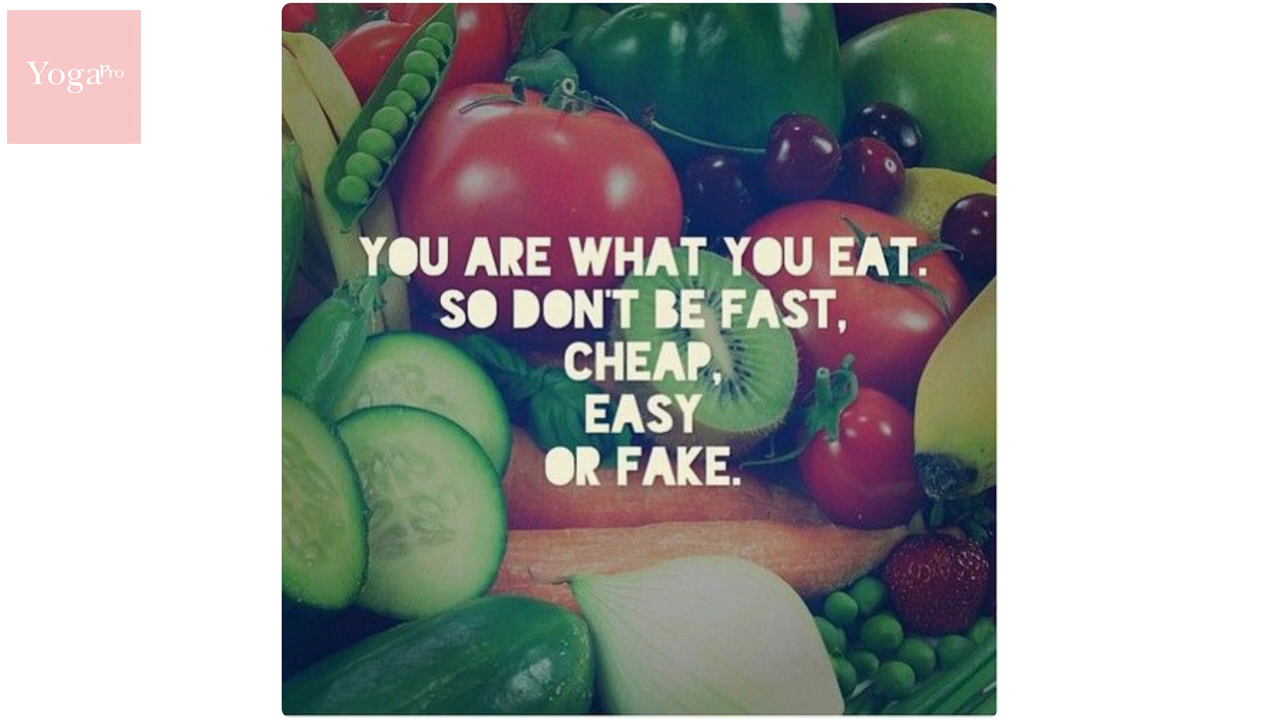 YogaPro
YOU ARE WHAT YOU EAT.
SO DON'T BE FAST,
CHEAP,
EASY
OR FAKE.